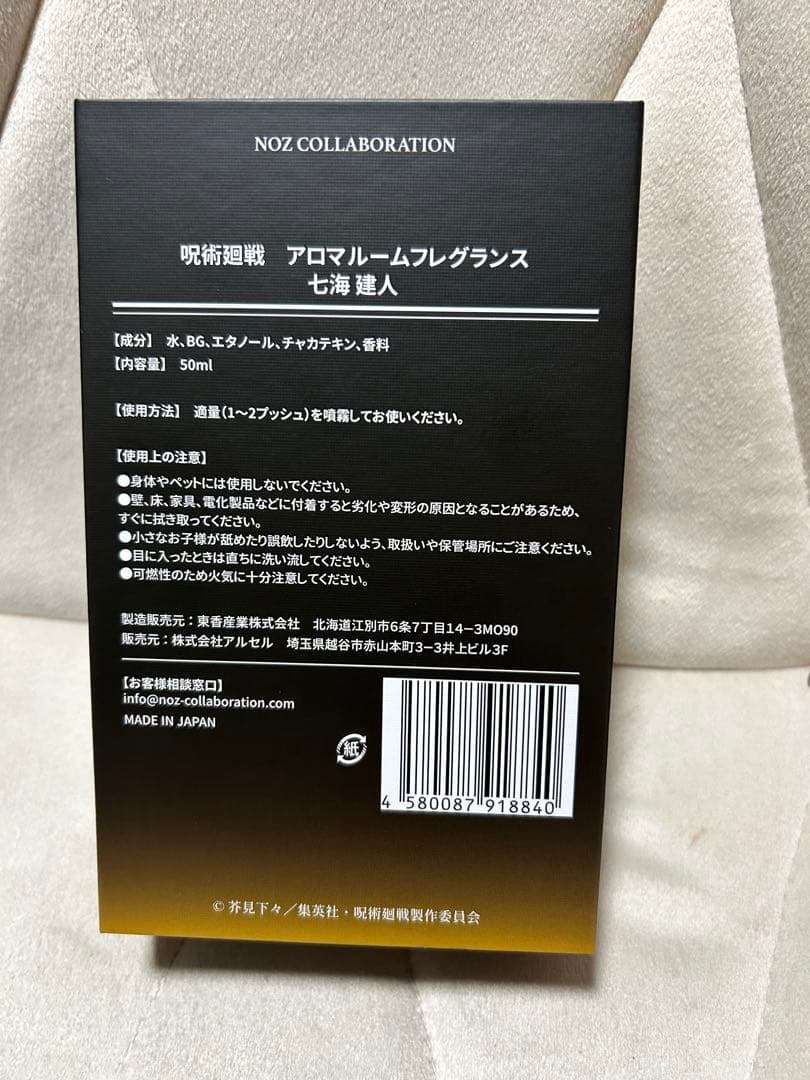 NOZ COLLABORATION
呪術廻戦　アロマルームフレグランス
七海 建人
【成分】 水、BG、エタノール、チャカテキン、香料
【内容量】 50ml
【使用方法】 適量（1～2プッシュ）を噴霧してお使いください。
【使用上の注意】
●身体やペットには使用しないでください。
●壁、床、家具、電化製品などに付着すると劣化や変形の原因となることがあるため、
すぐに拭き取ってください。
●小さなお子様が舐めたり誤飲したりしないよう、取扱いや保管場所にご注意ください。
●目に入ったときは直ちに洗い流してください。
●可燃性のため火気に十分注意してください。
製造販売元：東香産業株式会社　北海道江別市6条7丁目14－3MO90
販売元：株式会社アルセル　埼玉県越谷市赤山本町3－3井上ビル3F
【お客様相談窓口】
info@noz-collaboration.com
MADE IN JAPAN
紙
4 580087 918840
© 芥見下々／集英社・呪術廻戦製作委員会